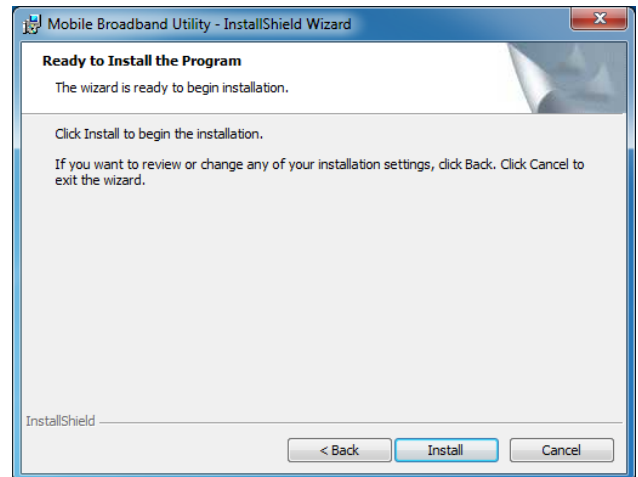 Mobile Broadband Utility - InstallShield Wizard
Ready to Install the Program
The wizard is ready to begin installation.
Click Install to begin the installation.
If you want to review or change any of your installation settings, click Back. Click Cancel to
exit the wizard.
InstallShield
< Back Install Cancel